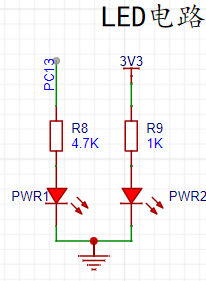 LED电路
PC13
3V3
R8
4.7K
R9
1K
PWR1
PWR2